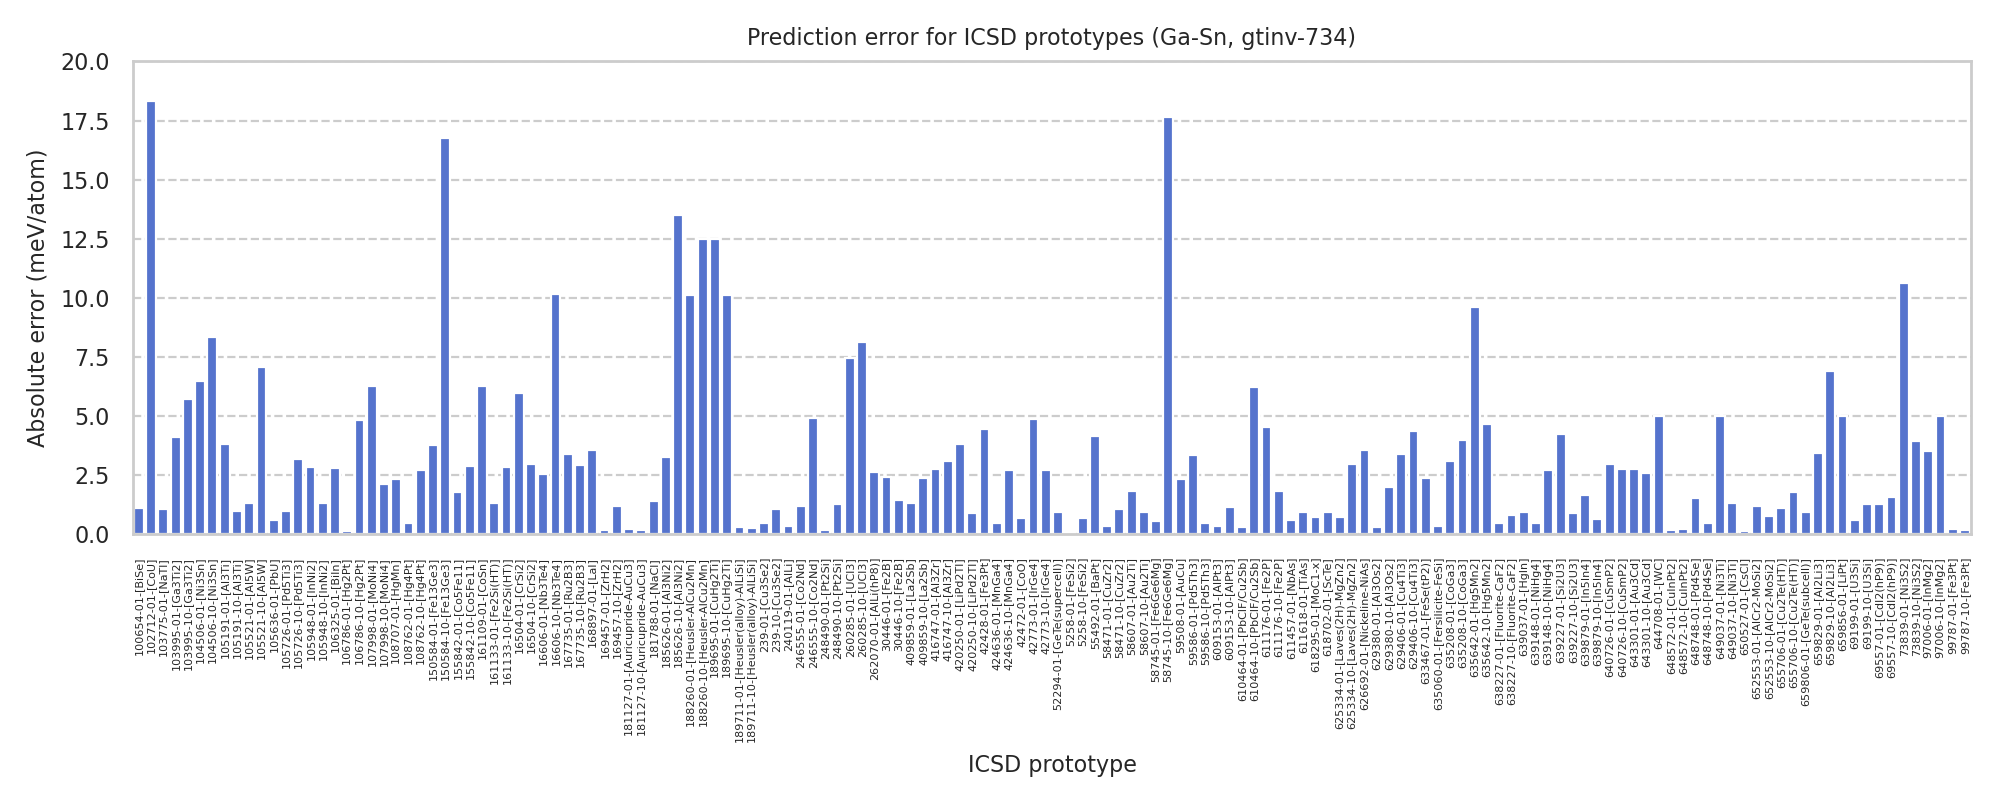 Prediction error for ICSD prototypes (Ga-Sn, gtinv-734)
Absolute error (meV/atom)
20.0
17.5
15.0
12.5
10.0
7.5
5.0
2.5
0.0
100654-01-[BiSe]
102712-01-[CoU]
103775-01-[NaTl]
103995-01-[Ga3Ti2]
103995-10-[Ga3Ti2]
104506-01-[Ni3Sn]
104506-10-[Ni3Sn]
105191-01-[Al3Ti]
105191-10-[Al3Ti]
105521-01-[Al5W]
105521-10-[Al5W]
105636-01-[PbU]
105726-01-[Pd5Ti3]
105726-10-[Pd5Ti3]
105948-01-[InNi2]
105948-10-[InNi2]
106325-01-[BiIn]
106786-01-[Hg2Pt]
106786-10-[Hg2Pt]
107998-01-[MoNi4]
107998-10-[MoNi4]
108707-01-[HgMn]
108762-01-[Hg4Pt]
108762-10-[Hg4Pt]
150584-01-[Fe13Ge3]
150584-10-[Fe13Ge3]
155842-01-[Co5Fe11]
155842-10-[Co5Fe11]
161109-01-[CoSn]
161133-01-[Fe2Si(HT)]
161133-10-[Fe2Si(HT)]
16504-01-[CrSi2]
16504-10-[CrSi2]
16606-01-[Nb3Te4]
16606-10-[Nb3Te4]
167735-01-[Ru2B3]
167735-10-[Ru2B3]
168897-01-[LaI]
169457-01-[ZrH2]
169457-10-[ZrH2]
181127-01-[Auricupride-AuCu3]
181127-10-[Auricupride-AuCu3]
181788-01-[NaCl]
185626-01-[Al3Ni2]
185626-10-[Al3Ni2]
188260-01-[Heusler-AlCu2Mn]
188260-10-[Heusler-AlCu2Mn]
189695-01-[CuHg2Ti]
189695-10-[CuHg2Ti]
189711-01-[Heusler(alloy)-AlLiSi]
189711-10-[Heusler(alloy)-AlLiSi]
239-01-[Cu3Se2]
239-10-[Cu3Se2]
240119-01-[AlLi]
246555-01-[Co2Nd]
246555-10-[Co2Nd]
248490-01-[Pt2Si]
248490-10-[Pt2Si]
260285-01-[UCl3]
260285-10-[UCl3]
262070-01-[AlLi(hP8)]
30446-01-[Fe2B]
30446-10-[Fe2B]
409859-01-[La2Sb]
409859-10-[La2Sb]
416747-01-[Al3Zr]
416747-10-[Al3Zr]
420250-01-[LiPd2Tl]
420250-10-[LiPd2Tl]
42428-01-[Fe3Pt]
424636-01-[MnGa4]
424636-10-[MnGa4]
42472-01-[CoO]
42773-01-[IrGe4]
42773-10-[IrGe4]
52294-01-[GeTe(supercell)]
5258-01-[FeSi2]
5258-10-[FeSi2]
55492-01-[BaPt]
58471-01-[CuZr2]
58471-10-[CuZr2]
58607-01-[Au2Ti]
58607-10-[Au2Ti]
58745-01-[Fe6Ge6Mg]
58745-10-[Fe6Ge6Mg]
59508-01-[AuCu]
59586-01-[Pd5Th3]
59586-10-[Pd5Th3]
609153-01-[AlPt3]
609153-10-[AlPt3]
610464-01-[PbClF/Cu2Sb]
610464-10-[PbClF/Cu2Sb]
611176-01-[Fe2P]
611176-10-[Fe2P]
611457-01-[NbAs]
611618-01-[TiAs]
618295-01-[MoC1-x]
618702-01-[ScTe]
625334-01-[Laves(2H)-MgZn2]
625334-10-[Laves(2H)-MgZn2]
626692-01-[Nickeline-NiAs]
629380-01-[Al3Os2]
629380-10-[Al3Os2]
629406-01-[Cu4Ti3]
629406-10-[Cu4Ti3]
633467-01-[FeSe(tP2)]
635060-01-[Fersilicite-FeSi]
635208-01-[CoGa3]
635208-10-[CoGa3]
635642-01-[Hg5Mn2]
635642-10-[Hg5Mn2]
638227-01-[Fluorite-CaF2]
638227-10-[Fluorite-CaF2]
639037-01-[HgIn]
639148-01-[NiHg4]
639148-10-[NiHg4]
639227-01-[Si2U3]
639227-10-[Si2U3]
639879-01-[InSn4]
639879-10-[InSn4]
640726-01-[CuSmP2]
640726-10-[CuSmP2]
643301-01-[Au3Cd]
643301-10-[Au3Cd]
644708-01-[WC]
648572-01-[CuInPt2]
648572-10-[CuInPt2]
648748-01-[Pd4Se]
648748-10-[Pd4Se]
649037-01-[Ni3Ti]
649037-10-[Ni3Ti]
650527-01-[CsCl]
652553-01-[AlCr2-MoSi2]
652553-10-[AlCr2-MoSi2]
655706-01-[Cu2Te(HT)]
655706-10-[Cu2Te(HT)]
659806-01-[GeTe(subcell)]
659829-01-[Al2Li3]
659829-10-[Al2Li3]
659856-01-[LiPt]
69199-01-[U3Si]
69199-10-[U3Si]
69557-01-[CdI2(hP9)]
69557-10-[CdI2(hP9)]
73839-01-[Ni3S2]
73839-10-[Ni3S2]
97006-01-[InMg2]
97006-10-[InMg2]
99787-01-[Fe3Pt]
99787-10-[Fe3Pt]
ICSD prototype